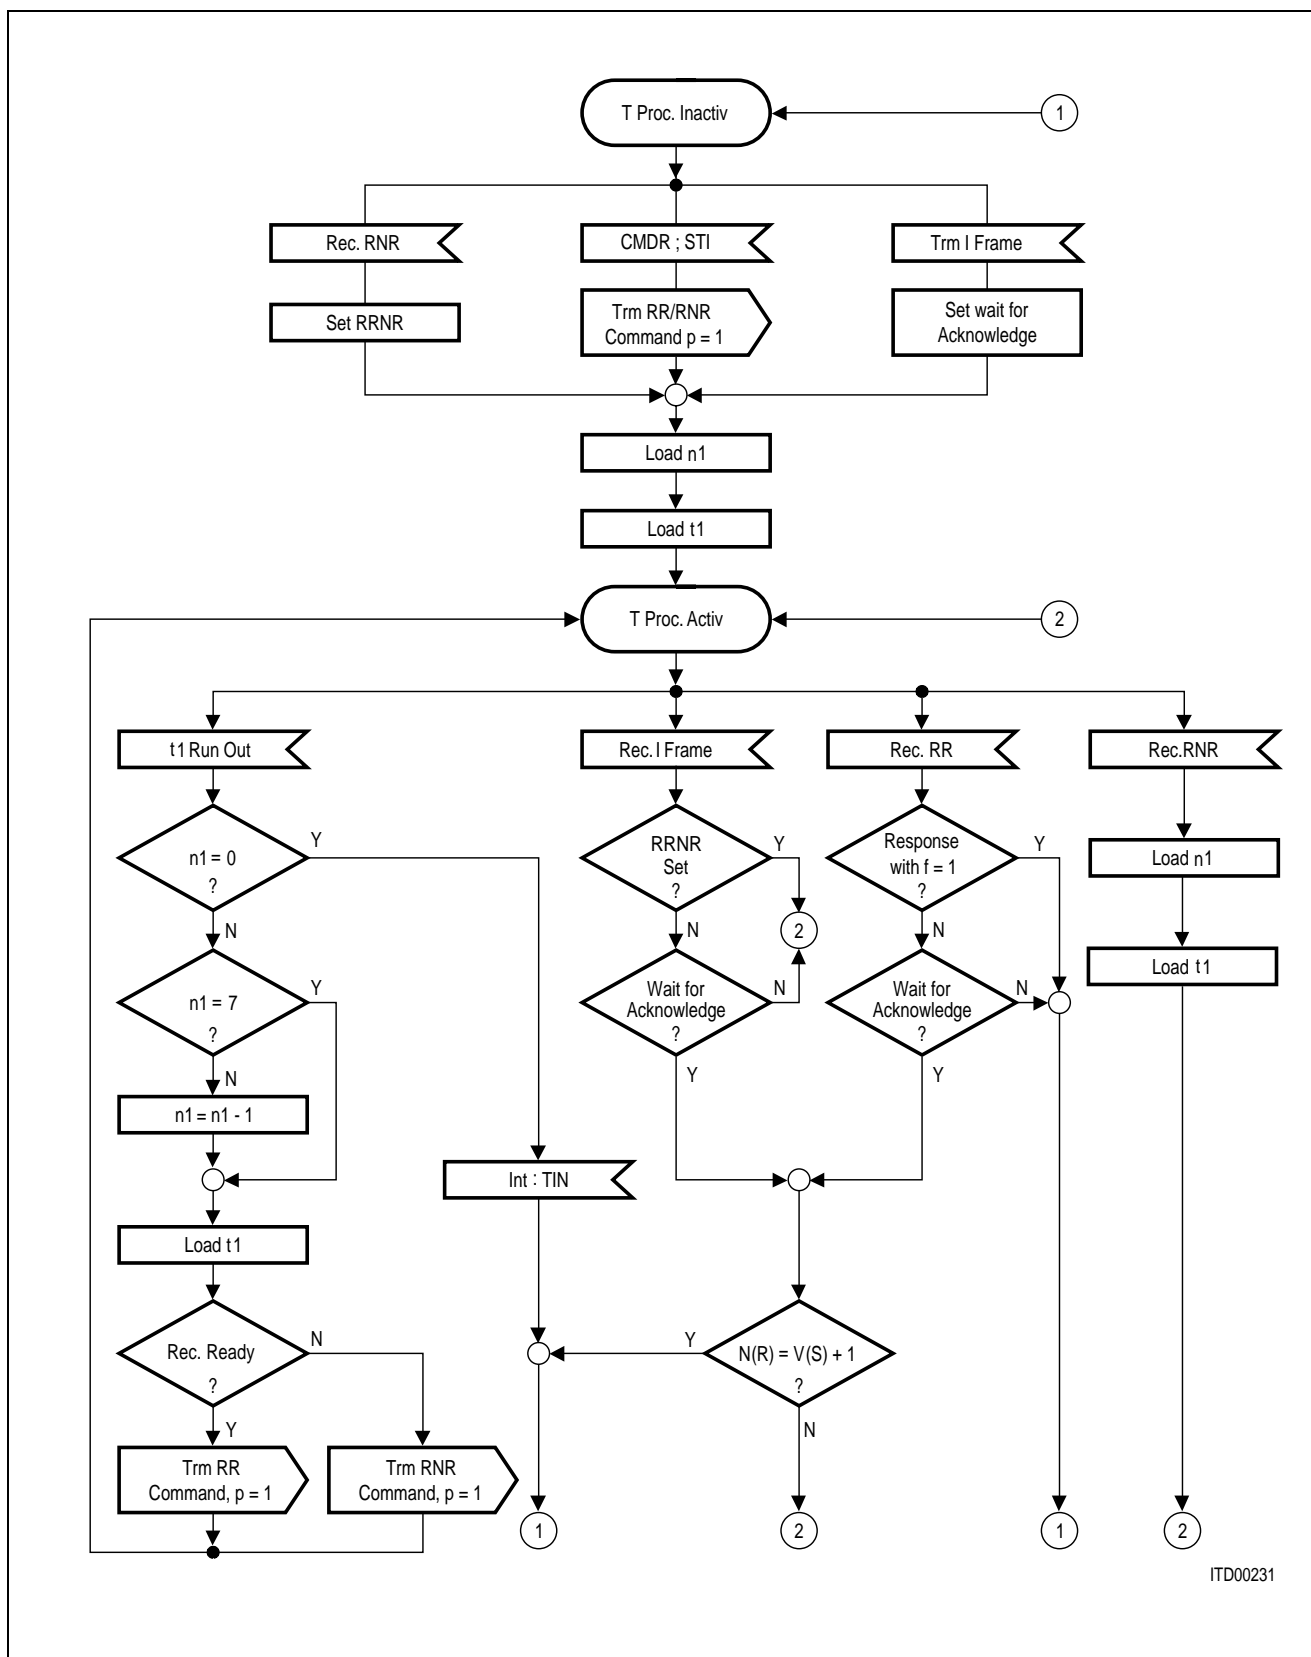 T Proc. Inactiv
1
Rec. RNR
CMDR ; STI
Trm I Frame
Set RRNR
Trm RR/RNR
Command p = 1
Set wait for
Acknowledge
Load n1
Load t1
T Proc. Activ
2
t1 Run Out
Rec. I Frame
Rec. RR
Rec.RNR
n1 = 0
?
Y
N
RRNR
Set
?
Y
N
2
Response
with f = 1
?
Y
N
Load n1
n1 = 7
?
Y
N
Wait for
Acknowledge
?
N
Y
Wait for
Acknowledge
?
N
Y
Load t1
n1 = n1 - 1
Int : TIN
Load t1
Rec. Ready
?
N
Y
N(R) = V(S) + 1
?
Y
N
Trm RR
Command, p = 1
Trm RNR
Command, p = 1
1
2
1
2
ITD00231